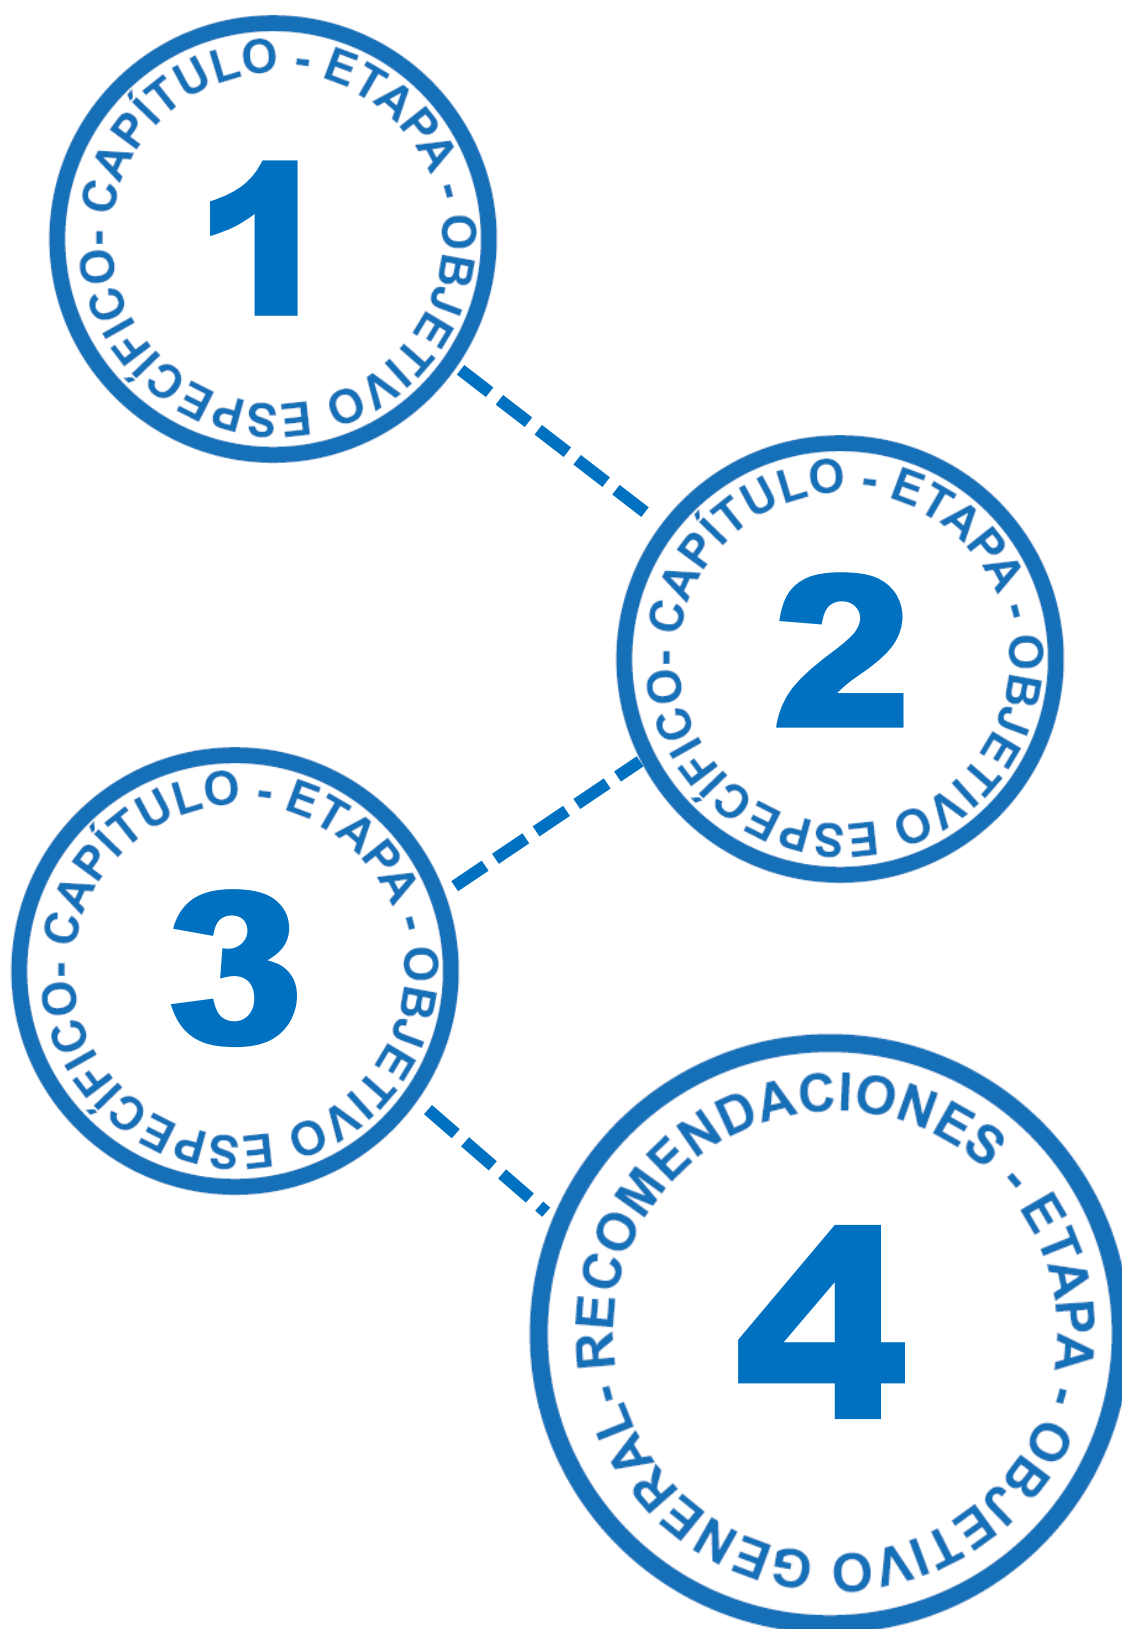 CAPÍTULO - ETAPA - OBJETIVO ESPECÍFICO-
1
CAPÍTULO - ETAPA - OBJETIVO ESPECÍFICO-
2
CAPÍTULO - ETAPA - OBJETIVO ESPECÍFICO-
3
RECOMENDACIONES - ETAPA - OBJETIVO GENERAL-
4